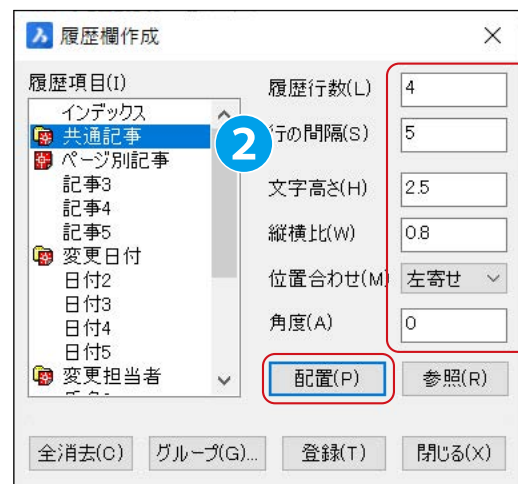 履歴欄作成
履歴項目(I)
インデックス
共通記事
ページ別記事
記事3
記事4
記事5
変更日付
日付2
日付3
日付4
日付5
変更担当者
2
履歴行数(L) 4
行の間隔(S) 5
文字高さ(H) 2.5
縦横比(W) 0.8
位置合わせ(M) 左寄せ
角度(A) 0
配置(P) 参照(R)
全消去(C) グループ(G)... 登録(T) 閉じる(X)